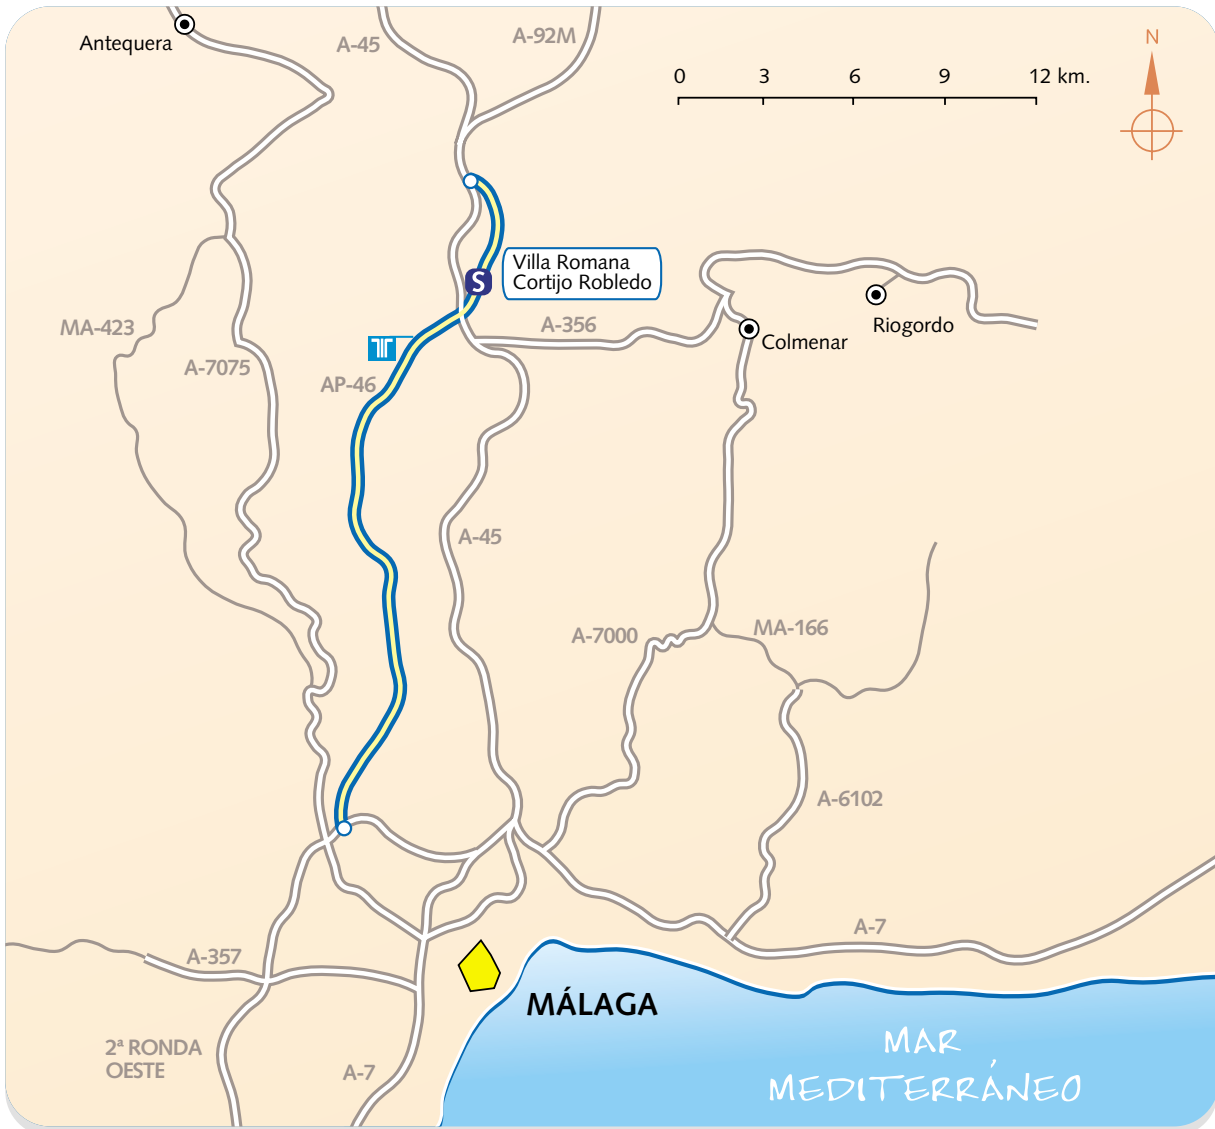 N
A-92M
Antequera
A-45
0 3 6 9 12 km.
Villa Romana
Cortijo Robledo
S
MA-423
A-356
Riogordo
Colmenar
A-7075
AP-46
A-45
A-7000
MA-166
A-6102
A-7
A-357
MÁLAGA
MAR
MEDITERRÁNEO
2ª RONDA
OESTE
A-7